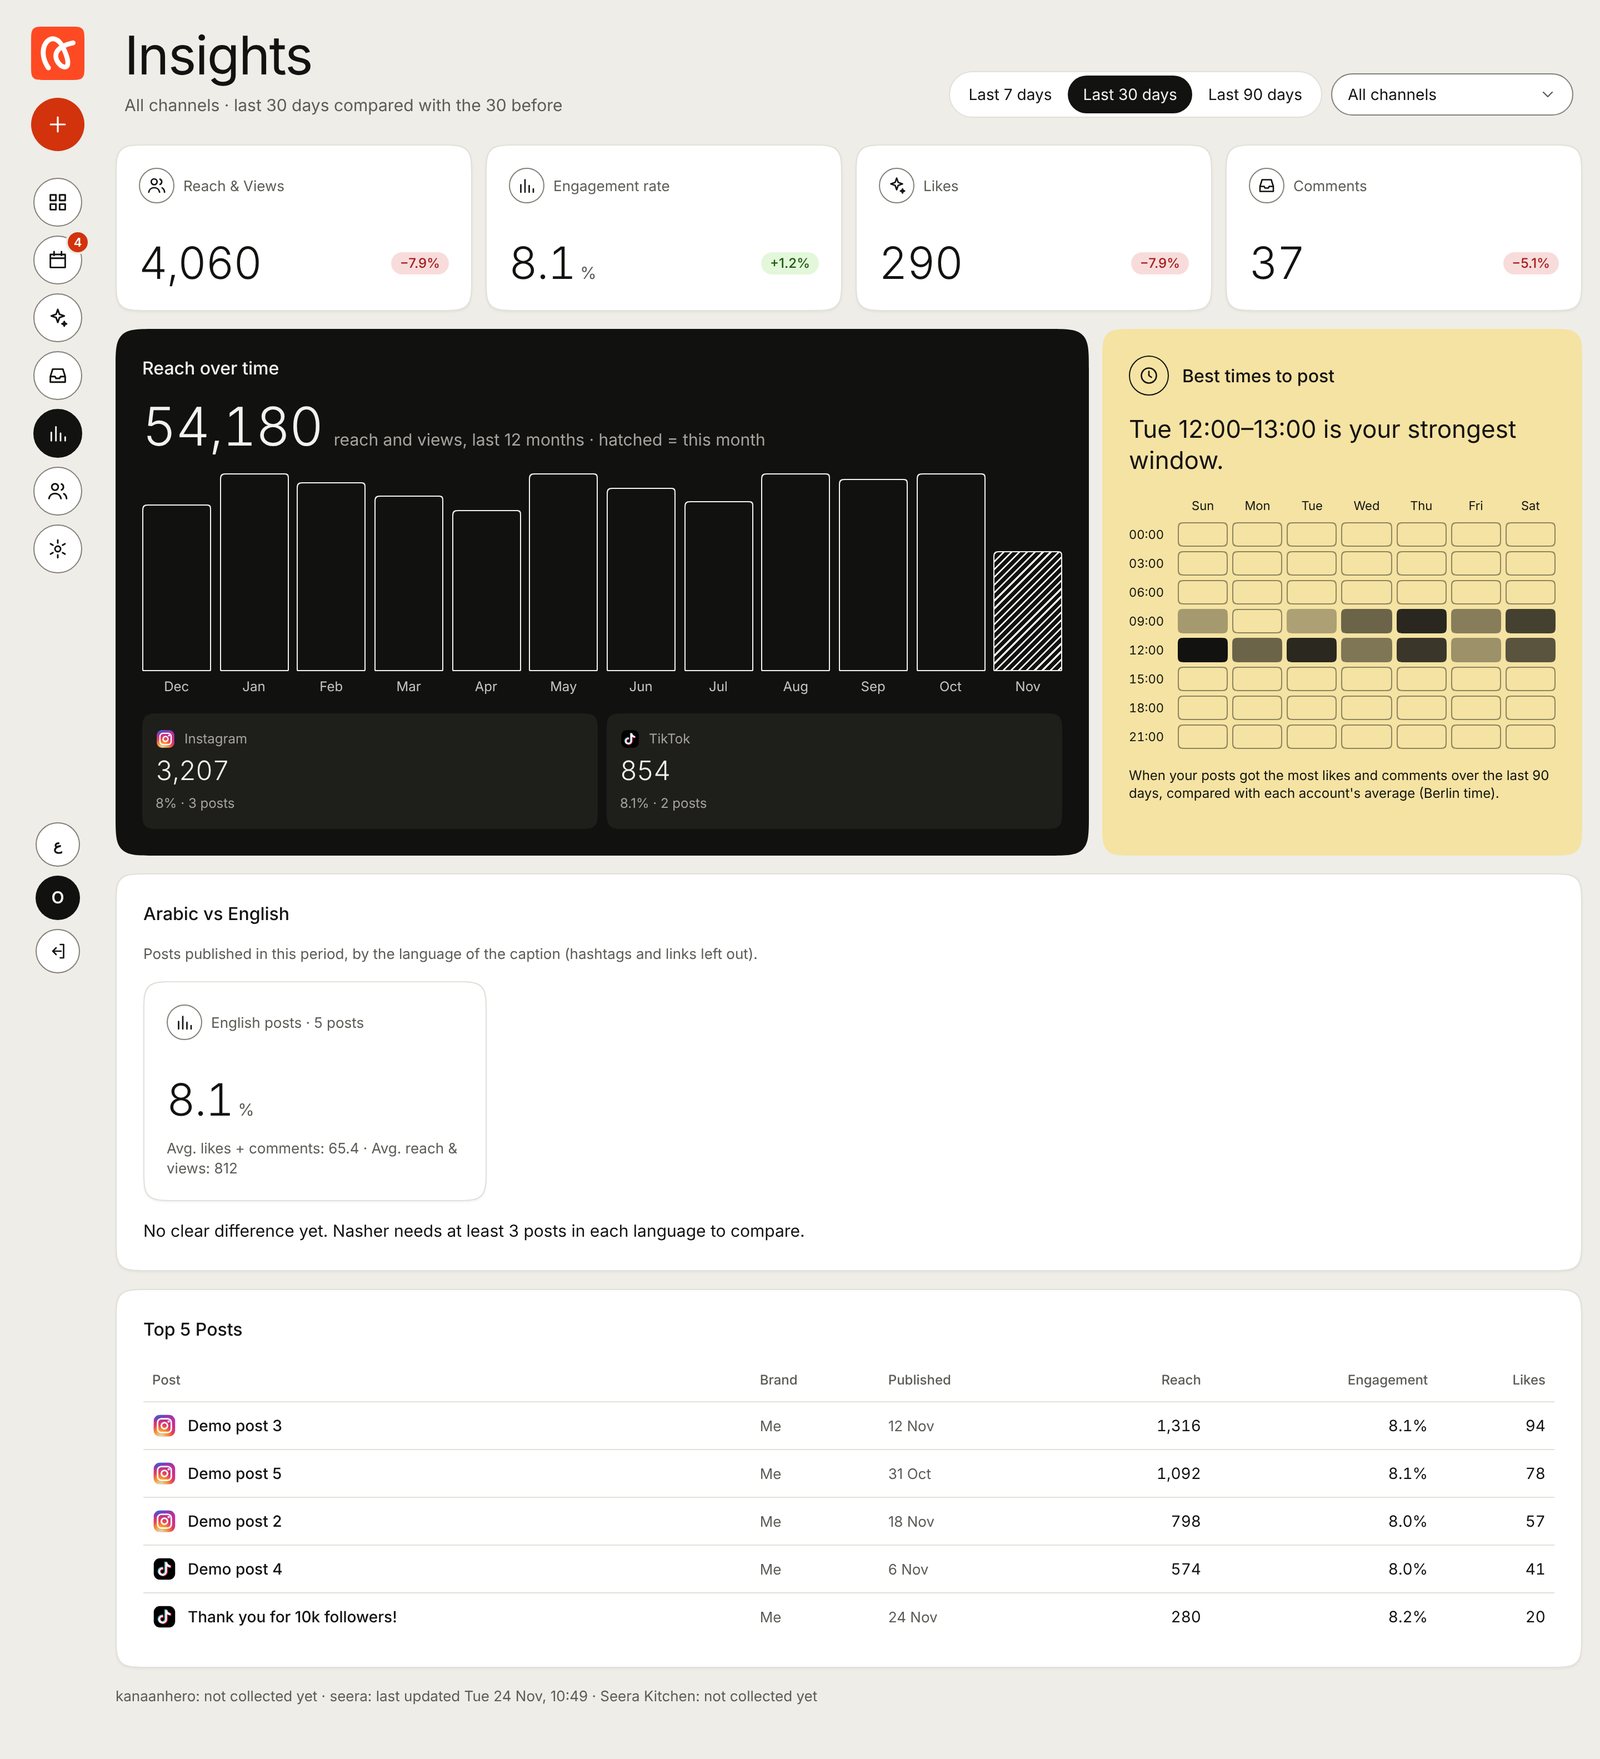 Insights
All channels · last 30 days compared with the 30 before
Last 7 days
Last 30 days
Last 90 days
All channels
4
ع
O
Reach & Views
4,060
−7.9%
Engagement rate
8.1 %
+1.2%
Likes
290
−7.9%
Comments
37
−5.1%
Reach over time
54,180 reach and views, last 12 months · hatched = this month
Dec Jan Feb Mar Apr May Jun Jul Aug Sep Oct Nov
Instagram
3,207
8% · 3 posts
TikTok
854
8.1% · 2 posts
Best times to post
Tue 12:00–13:00 is your strongest
window.
Sun Mon Tue Wed Thu Fri Sat
00:00
03:00
06:00
09:00
12:00
15:00
18:00
21:00
When your posts got the most likes and comments over the last 90
days, compared with each account's average (Berlin time).
Arabic vs English
Posts published in this period, by the language of the caption (hashtags and links left out).
English posts · 5 posts
8.1 %
Avg. likes + comments: 65.4 · Avg. reach &
views: 812
No clear difference yet. Nasher needs at least 3 posts in each language to compare.
Top 5 Posts
Post Brand Published Reach Engagement Likes
Demo post 3 Me 12 Nov 1,316 8.1% 94
Demo post 5 Me 31 Oct 1,092 8.1% 78
Demo post 2 Me 18 Nov 798 8.0% 57
Demo post 4 Me 6 Nov 574 8.0% 41
Thank you for 10k followers! Me 24 Nov 280 8.2% 20
kanaanhero: not collected yet · seera: last updated Tue 24 Nov, 10:49 · Seera Kitchen: not collected yet